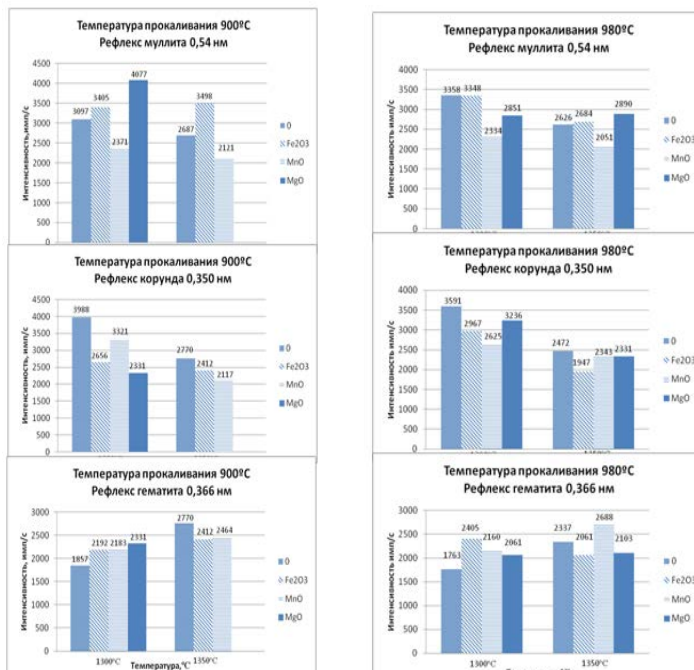 Температура прокаливания 900ºС
Рефлекс муллита 0,54 нм
Интенсивность,имп/с
4500
4000
3500
3000
2500
2000
1500
1000
500
0
3097
3405
2371
4077
2687
3498
2121
0
Fe2O3
MnO
MgO
Температура прокаливания 980ºС
Рефлекс муллита 0,54 нм
Интенсивность имп/с
4000
3500
3000
2500
2000
1500
1000
500
0
3358
3348
2334
2851
2626
2684
2051
2890
0
Fe2O3
MnO
MgO
Температура прокаливания 900ºС
Рефлекс корунда 0,350 нм
Интенсивность, имп/с
4500
4000
3500
3000
2500
2000
1500
1000
500
0
3988
2656
3321
2331
2770
2412
2117
0
Fe2O3
MnO
MgO
Температура прокаливания 980ºС
Рефлекс корунда 0,350 нм
Интенсивность имп/с
4000
3500
3000
2500
2000
1500
1000
500
0
3591
2967
2625
3236
2472
1947
2343
2331
0
Fe2O3
MnO
MgO
Температура прокаливания 900ºС
Рефлекс гематита 0,366 нм
Интенсивность, имп/с
3000
2500
2000
1500
1000
500
0
1857
2192
2183
2331
2770
2412
2464
1300°С
1350°С
Температура,°С
0
Fe2O3
MnO
MgO
Температура прокаливания 980ºС
Рефлекс гематита 0,366 нм
Интенсивность имп/с
3000
2500
2000
1500
1000
500
0
1763
2405
2160
2061
2337
2061
2688
2103
1300°С
1350°С
0
Fe2O3
MnO
MgO